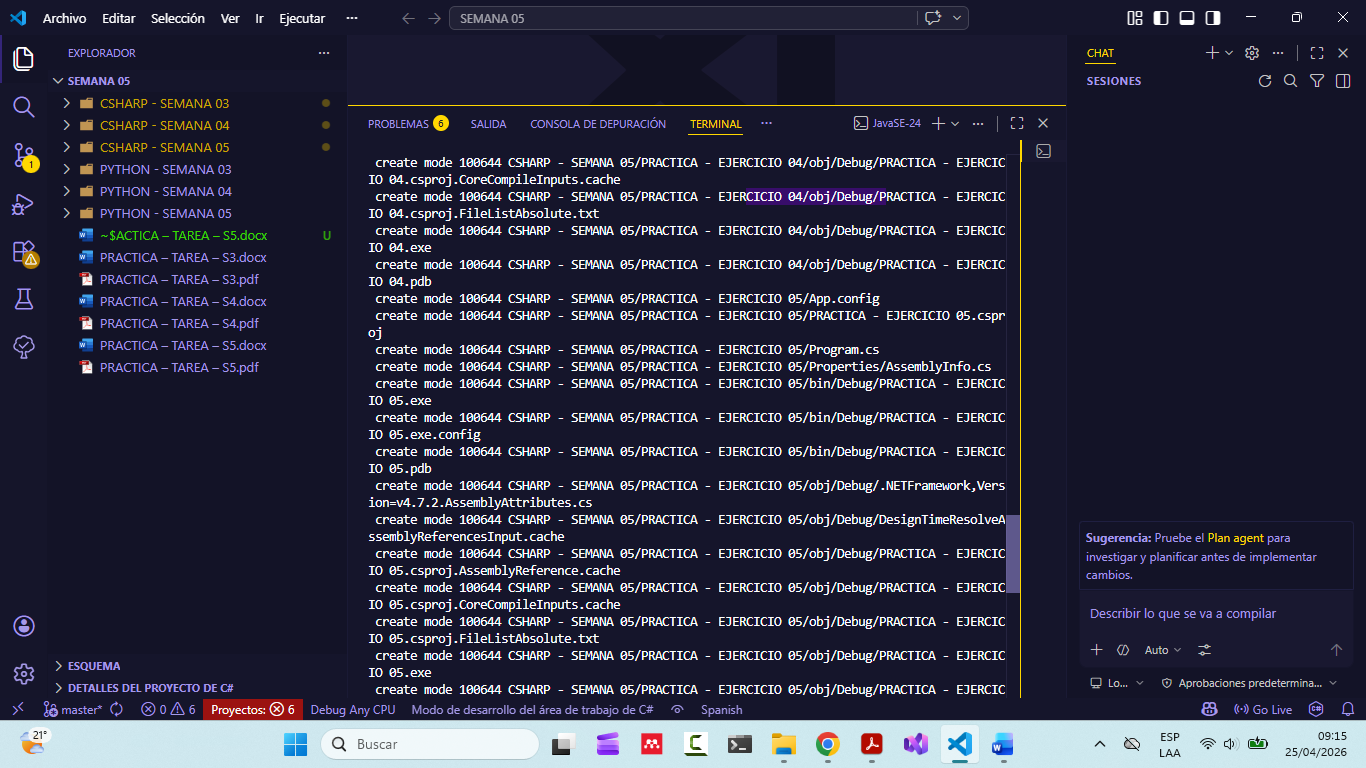 Archivo Editar Selección Ver Ir Ejecutar ···
SEMANA 05
EXPLORADOR ···
SEMANA 05
CSHARP - SEMANA 03
CSHARP - SEMANA 04
CSHARP - SEMANA 05
PYTHON - SEMANA 03
PYTHON - SEMANA 04
PYTHON - SEMANA 05
~$ACTICA – TAREA – S5.docx U
PRACTICA – TAREA – S3.docx
PRACTICA – TAREA – S3.pdf
PRACTICA – TAREA – S4.docx
PRACTICA – TAREA – S4.pdf
PRACTICA – TAREA – S5.docx
PRACTICA – TAREA – S5.pdf
1
ESQUEMA
DETALLES DEL PROYECTO DE C#
PROBLEMAS 6 SALIDA CONSOLA DE DEPURACIÓN TERMINAL ··· JavaSE-24 ···
create mode 100644 CSHARP - SEMANA 05/PRACTICA - EJERCICIO 04/obj/Debug/PRACTICA - EJERCIC
IO 04.csproj.CoreCompileInputs.cache
create mode 100644 CSHARP - SEMANA 05/PRACTICA - EJERCICIO 04/obj/Debug/PRACTICA - EJERCIC
IO 04.csproj.FileListAbsolute.txt
create mode 100644 CSHARP - SEMANA 05/PRACTICA - EJERCICIO 04/obj/Debug/PRACTICA - EJERCIC
IO 04.exe
create mode 100644 CSHARP - SEMANA 05/PRACTICA - EJERCICIO 04/obj/Debug/PRACTICA - EJERCIC
IO 04.pdb
create mode 100644 CSHARP - SEMANA 05/PRACTICA - EJERCICIO 05/App.config
create mode 100644 CSHARP - SEMANA 05/PRACTICA - EJERCICIO 05/PRACTICA - EJERCICIO 05.cspr
oj
create mode 100644 CSHARP - SEMANA 05/PRACTICA - EJERCICIO 05/Program.cs
create mode 100644 CSHARP - SEMANA 05/PRACTICA - EJERCICIO 05/Properties/AssemblyInfo.cs
create mode 100644 CSHARP - SEMANA 05/PRACTICA - EJERCICIO 05/bin/Debug/PRACTICA - EJERCIC
IO 05.exe
create mode 100644 CSHARP - SEMANA 05/PRACTICA - EJERCICIO 05/bin/Debug/PRACTICA - EJERCIC
IO 05.exe.config
create mode 100644 CSHARP - SEMANA 05/PRACTICA - EJERCICIO 05/bin/Debug/PRACTICA - EJERCIC
IO 05.pdb
create mode 100644 CSHARP - SEMANA 05/PRACTICA - EJERCICIO 05/obj/Debug/.NETFramework,Vers
ion=v4.7.2.AssemblyAttributes.cs
create mode 100644 CSHARP - SEMANA 05/PRACTICA - EJERCICIO 05/obj/Debug/DesignTimeResolveA
ssemblyReferencesInput.cache
create mode 100644 CSHARP - SEMANA 05/PRACTICA - EJERCICIO 05/obj/Debug/PRACTICA - EJERCIC
IO 05.csproj.AssemblyReference.cache
create mode 100644 CSHARP - SEMANA 05/PRACTICA - EJERCICIO 05/obj/Debug/PRACTICA - EJERCIC
IO 05.csproj.CoreCompileInputs.cache
create mode 100644 CSHARP - SEMANA 05/PRACTICA - EJERCICIO 05/obj/Debug/PRACTICA - EJERCIC
IO 05.csproj.FileListAbsolute.txt
create mode 100644 CSHARP - SEMANA 05/PRACTICA - EJERCICIO 05/obj/Debug/PRACTICA - EJERCIC
IO 05.exe
create mode 100644 CSHARP - SEMANA 05/PRACTICA - EJERCICIO 05/obj/Debug/PRACTICA - EJERCIC
CHAT ···
SESIONES
Sugerencia: Pruebe el Plan agent para
investigar y planificar antes de implementar
cambios.
Describir lo que se va a compilar
Auto
Lo... Aprobaciones predetermina...
master* 0 6 Proyectos: 6 Debug Any CPU Modo de desarrollo del área de trabajo de C# Spanish Go Live
21° Buscar
ESP
LAA
09:15
25/04/2026